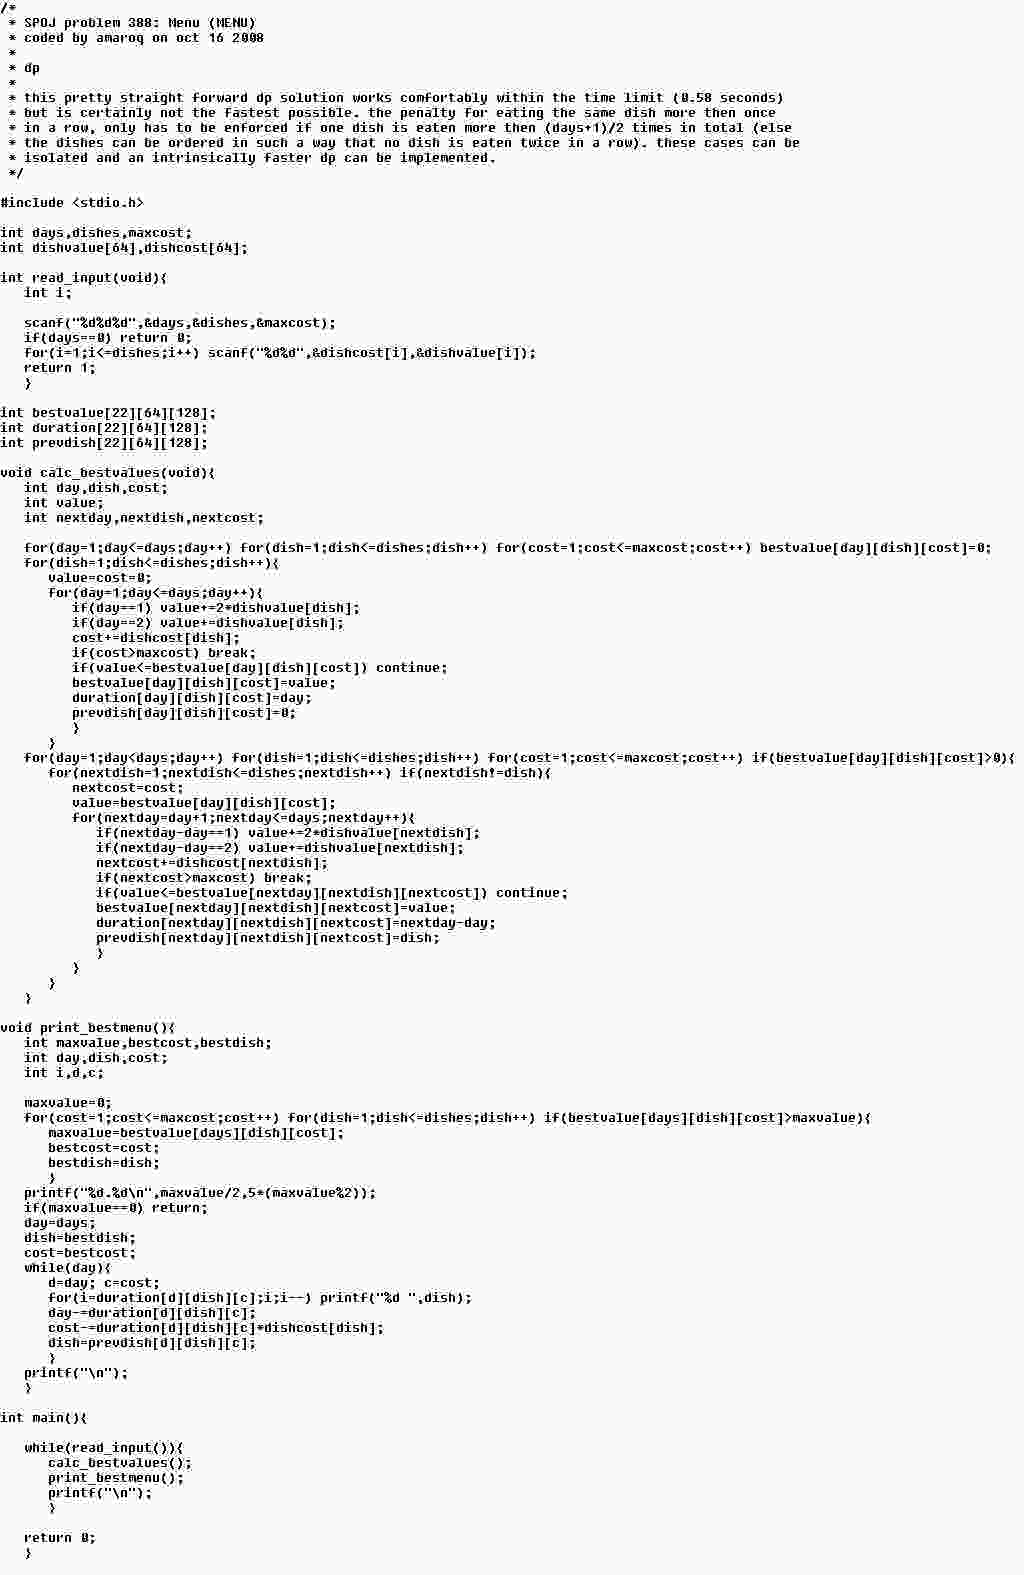 /*
 * SPOJ problem 388: Menu (MENU)
 * coded by amaroq on oct 16 2008
 *
 * dp
 *
 * this pretty straight forward dp solution works comfortably within the time limit (0.58 seconds)
 * but is certainly not the fastest possible. the penalty for eating the same dish more then once
 * in a row, only has to be enforced if one dish is eaten more then (days+1)/2 times in total (else
 * the dishes can be ordered in such a way that no dish is eaten twice in a row). these cases can be
 * isolated and an intrinsically faster dp can be implemented.
 */

#include <stdio.h>

int days,dishes,maxcost;
int dishvalue[64],dishcost[64];

int read_input(void){
   int i;

   scanf("%d%d%d",&days,&dishes,&maxcost);
   if(days==0) return 0;
   for(i=1;i<=dishes;i++) scanf("%d%d",&dishcost[i],&dishvalue[i]);
   return 1;
   }

int bestvalue[22][64][128];
int duration[22][64][128];
int prevdish[22][64][128];

void calc_bestvalues(void){
   int day,dish,cost;
   int value;
   int nextday,nextdish,nextcost;

   for(day=1;day<=days;day++) for(dish=1;dish<=dishes;dish++) for(cost=1;cost<=maxcost;cost++) bestvalue[day][dish][cost]=0;
   for(dish=1;dish<=dishes;dish++){
      value=cost=0;
      for(day=1;day<=days;day++){
         if(day==1) value+=2*dishvalue[dish];
         if(day==2) value+=dishvalue[dish];
         cost+=dishcost[dish];
         if(cost>maxcost) break;
         if(value<=bestvalue[day][dish][cost]) continue;
         bestvalue[day][dish][cost]=value;
         duration[day][dish][cost]=day;
         prevdish[day][dish][cost]=0;
         }
      }
   for(day=1;day<days;day++) for(dish=1;dish<=dishes;dish++) for(cost=1;cost<=maxcost;cost++) if(bestvalue[day][dish][cost]>0){
      for(nextdish=1;nextdish<=dishes;nextdish++) if(nextdish!=dish){
         nextcost=cost;
         value=bestvalue[day][dish][cost];
         for(nextday=day+1;nextday<=days;nextday++){
            if(nextday-day==1) value+=2*dishvalue[nextdish];
            if(nextday-day==2) value+=dishvalue[nextdish];
            nextcost+=dishcost[nextdish];
            if(nextcost>maxcost) break;
            if(value<=bestvalue[nextday][nextdish][nextcost]) continue;
            bestvalue[nextday][nextdish][nextcost]=value;
            duration[nextday][nextdish][nextcost]=nextday-day;
            prevdish[nextday][nextdish][nextcost]=dish;
            }
         }
      }
   }

void print_bestmenu(){
   int maxvalue,bestcost,bestdish;
   int day,dish,cost;
   int i,d,c;

   maxvalue=0;
   for(cost=1;cost<=maxcost;cost++) for(dish=1;dish<=dishes;dish++) if(bestvalue[days][dish][cost]>maxvalue){
      maxvalue=bestvalue[days][dish][cost];
      bestcost=cost;
      bestdish=dish;
      }
   printf("%d.%d\n",maxvalue/2,5*(maxvalue%2));
   if(maxvalue==0) return;
   day=days;
   dish=bestdish;
   cost=bestcost;
   while(day){
      d=day; c=cost;
      for(i=duration[d][dish][c];i;i--) printf("%d ",dish);
      day-=duration[d][dish][c];
      cost-=duration[d][dish][c]*dishcost[dish];
      dish=prevdish[d][dish][c];
      }
   printf("\n");
   }

int main(){

   while(read_input()){
      calc_bestvalues();
      print_bestmenu();
      printf("\n");
      }

   return 0;
   }